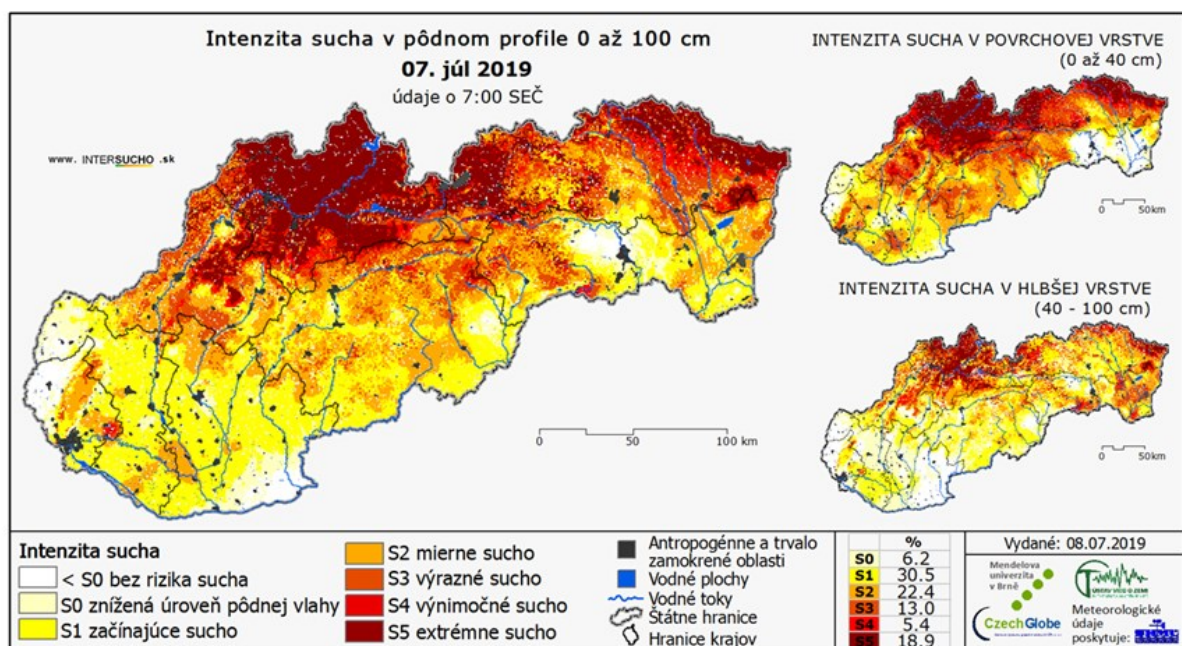 Intenzita sucha v pôdnom profile 0 až 100 cm
07. júl 2019
údaje o 7:00 SEČ
www. INTERSUCHO .sk
0 50 100 km
INTENZITA SUCHA V POVRCHOVEJ VRSTVE
(0 až 40 cm)
0 50km
INTENZITA SUCHA V HLBŠEJ VRSTVE
(40 - 100 cm)
0 50km
Intenzita sucha
< S0 bez rizika sucha
S0 znížená úroveň pôdnej vlahy
S1 začínajúce sucho
S2 mierne sucho
S3 výrazné sucho
S4 výnimočné sucho
S5 extrémne sucho
Antropogénne a trvalo
zamokrené oblasti
Vodné plochy
Vodné toky
Štátne hranice
Hranice krajov
%
S0 6.2
S1 30.5
S2 22.4
S3 13.0
S4 5.4
S5 18.9
Vydané: 08.07.2019
Mendelova
univerzita
v Brně
CzechGlobe
Meteorologické
údaje
poskytuje: